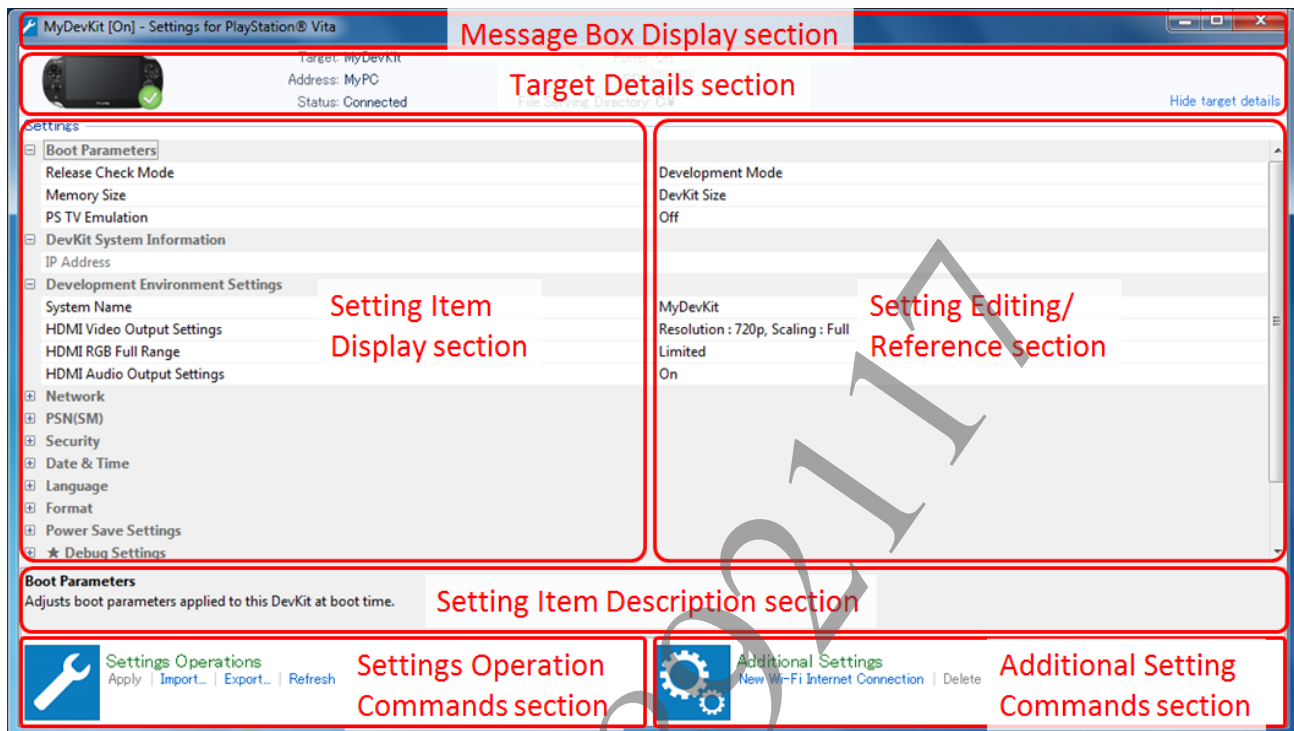 MyDevKit [On] - Settings for PlayStation® Vita
Message Box Display section
Target: MyDevKit
Power: On
Address: MyPC
Target Details section
Status: Connected
File Serving Directory: C:¥
Hide target details
Settings
Boot Parameters
Release Check Mode Development Mode
Memory Size DevKit Size
PS TV Emulation Off
DevKit System Information
IP Address
Development Environment Settings
System Name MyDevKit
HDMI Video Output Settings Resolution : 720p, Scaling : Full
HDMI RGB Full Range Limited
HDMI Audio Output Settings On
Setting Item
Display section
Setting Editing/
Reference section
Network
PSN(SM)
Security
Date & Time
Language
Format
Power Save Settings
★ Debug Settings
Boot Parameters
Adjusts boot parameters applied to this DevKit at boot time.
Setting Item Description section
Settings Operations
Apply | Import... | Export... | Refresh
Settings Operation
Commands section
Additional Settings
New Wi-Fi Internet Connection | Delete
Additional Setting
Commands section